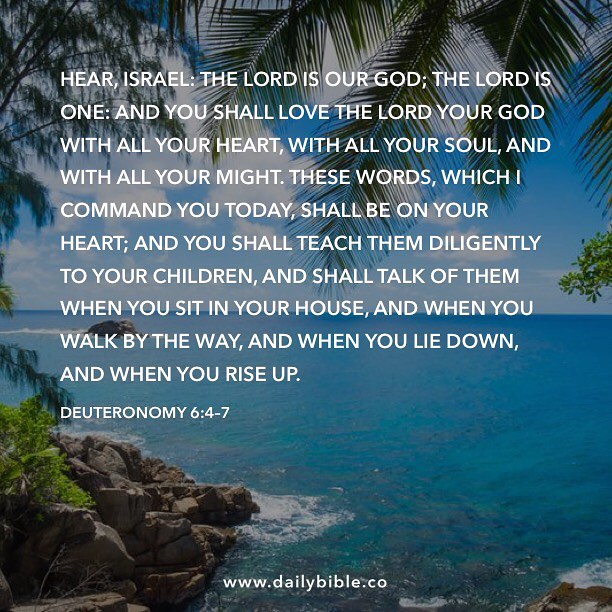 HEAR, ISRAEL: THE LORD IS OUR GOD; THE LORD IS
ONE: AND YOU SHALL LOVE THE LORD YOUR GOD
WITH ALL YOUR HEART, WITH ALL YOUR SOUL, AND
WITH ALL YOUR MIGHT. THESE WORDS, WHICH I
COMMAND YOU TODAY, SHALL BE ON YOUR
HEART; AND YOU SHALL TEACH THEM DILIGENTLY
TO YOUR CHILDREN, AND SHALL TALK OF THEM
WHEN YOU SIT IN YOUR HOUSE, AND WHEN YOU
WALK BY THE WAY, AND WHEN YOU LIE DOWN,
AND WHEN YOU RISE UP.
DEUTERONOMY 6:4–7
www.dailybible.co